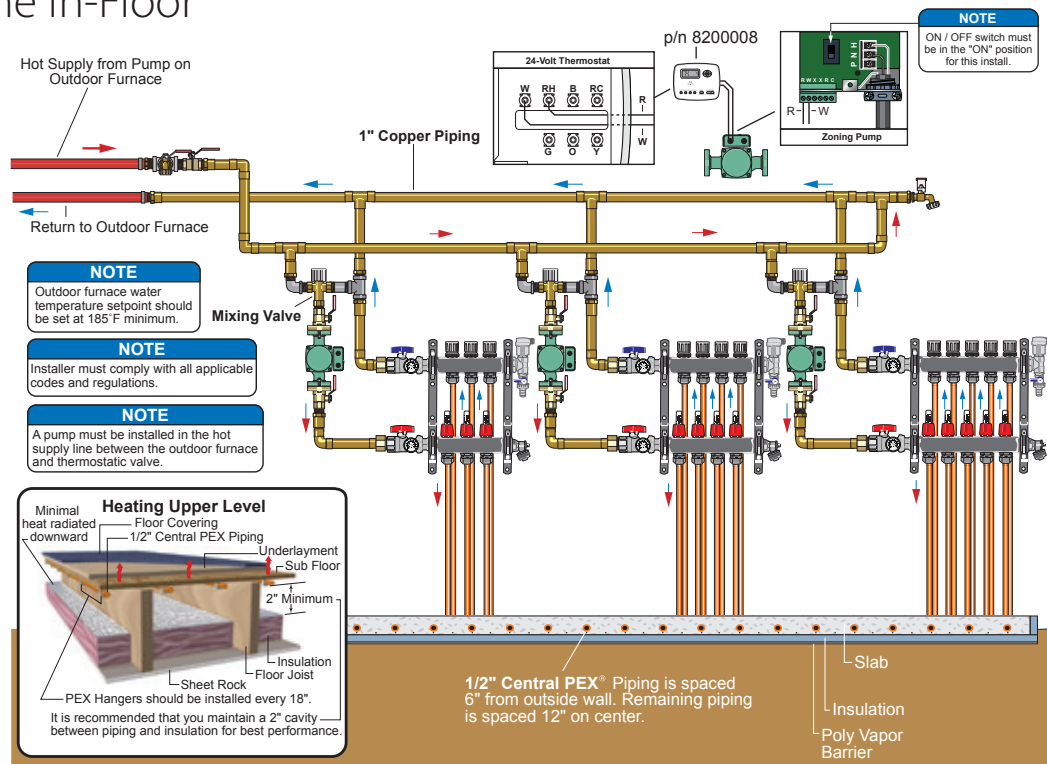 ne In-Floor
Hot Supply from Pump on
Outdoor Furnace
Return to Outdoor Furnace
1" Copper Piping
24-Volt Thermostat
W RH B RC
G O Y
R
W
p/n 8200008
P N H
R W X X R C
R W
Zoning Pump
NOTE
ON / OFF switch must
be in the "ON" position
for this install.
NOTE
Outdoor furnace water
temperature setpoint should
be set at 185°F minimum.
Mixing Valve
NOTE
Installer must comply with all applicable
codes and regulations.
NOTE
A pump must be installed in the hot
supply line between the outdoor furnace
and thermostatic valve.
Heating Upper Level
Minimal
heat radiated
downward
Floor Covering
1/2" Central PEX Piping
Underlayment
Sub Floor
2" Minimum
Insulation
Floor Joist
Sheet Rock
PEX Hangers should be installed every 18".
It is recommended that you maintain a 2" cavity
between piping and insulation for best performance.
1/2" Central PEX® Piping is spaced
6" from outside wall. Remaining piping
is spaced 12" on center.
Slab
Insulation
Poly Vapor
Barrier